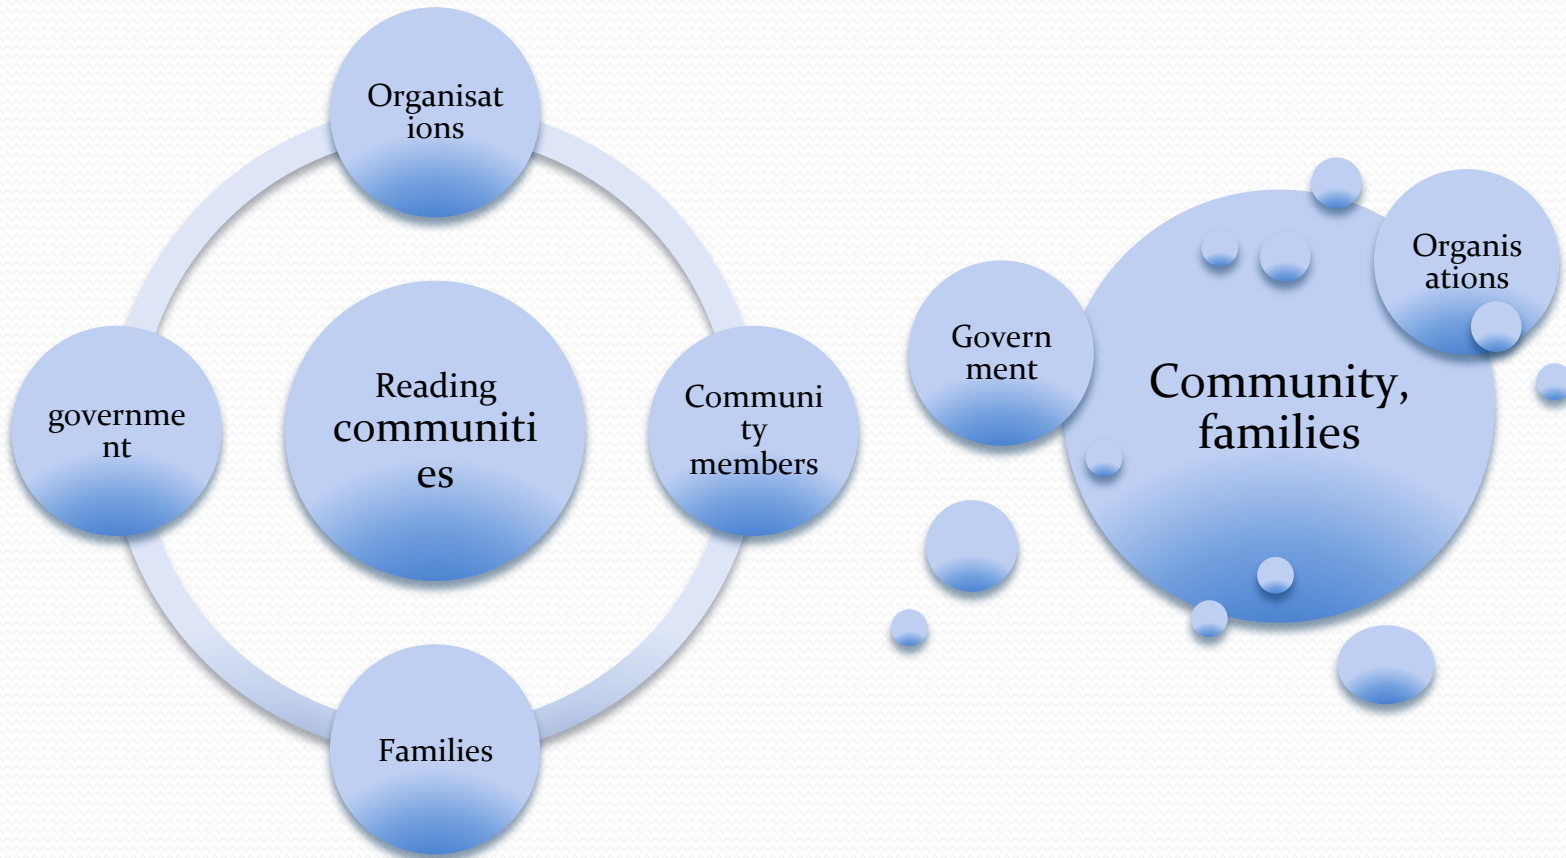 Organisat
ions
Reading
communiti
es
governme
nt
Communi
ty
members
Families
Govern
ment
Community,
families
Organis
ations